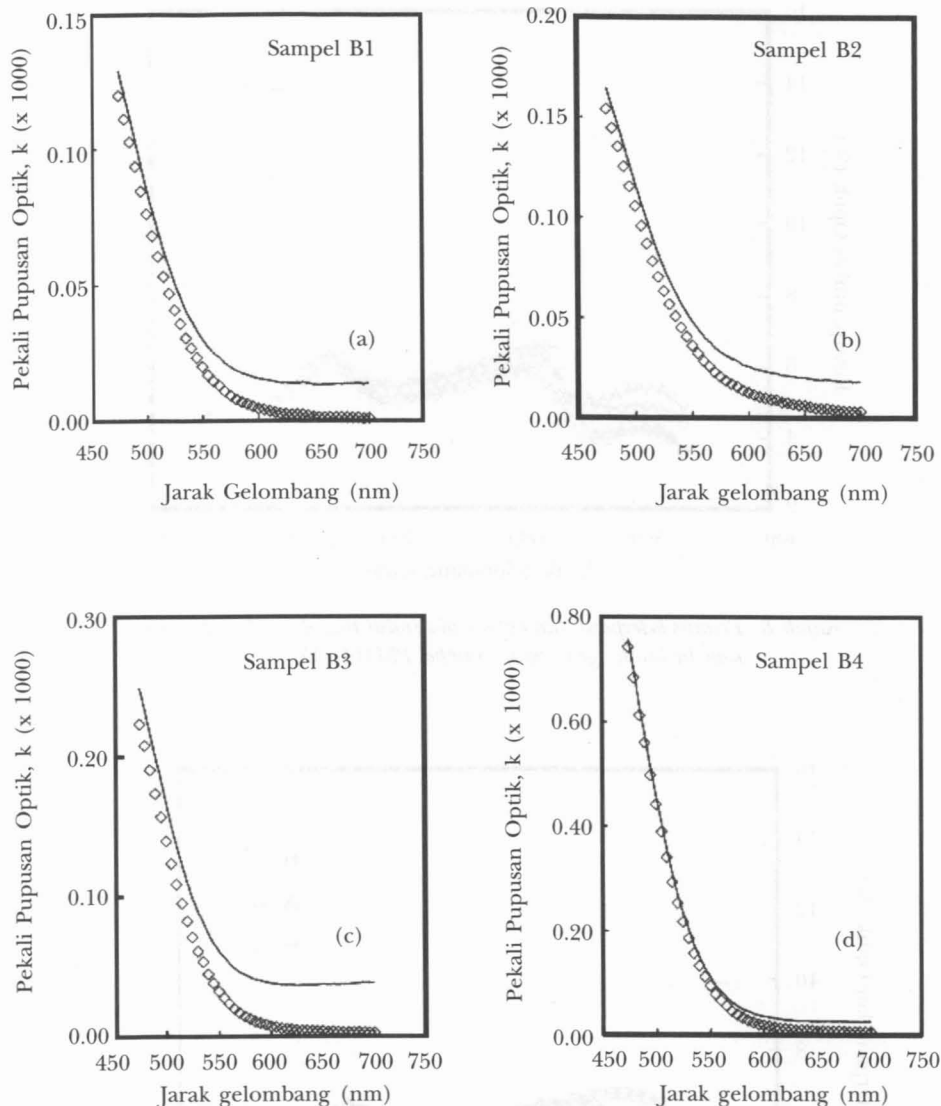 Pekali Pupusan Optik, k (x 1000)
0.15
0.10
0.05
0.00
Sampel B1
(a)
450 500 550 600 650 700 750
Jarak Gelombang (nm)
Pekali Pupusan Optik, k (x 1000)
0.20
0.15
0.10
0.05
0.00
Sampel B2
(b)
450 500 550 600 650 700 750
Jarak gelombang (nm)
Pekali Pupusan Optik, k (x 1000)
0.30
0.20
0.10
0.00
Sampel B3
(c)
450 500 550 600 650 700 750
Jarak gelombang (nm)
Pekali Pupusan Optik, k (x 1000)
0.80
0.60
0.40
0.20
0.00
Sampel B4
(d)
450 500 550 600 650 700 750
Jarak gelombang (nm)